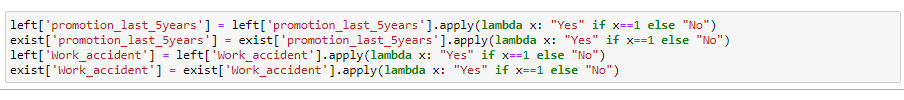 left['promotion_last_5years'] = left['promotion_last_5years'].apply(lambda x: "Yes" if x==1 else "No")
exist['promotion_last_5years'] = exist['promotion_last_5years'].apply(lambda x: "Yes" if x==1 else "No")
left['Work_accident'] = left['Work_accident'].apply(lambda x: "Yes" if x==1 else "No")
exist['Work_accident'] = exist['Work_accident'].apply(lambda x: "Yes" if x==1 else "No")